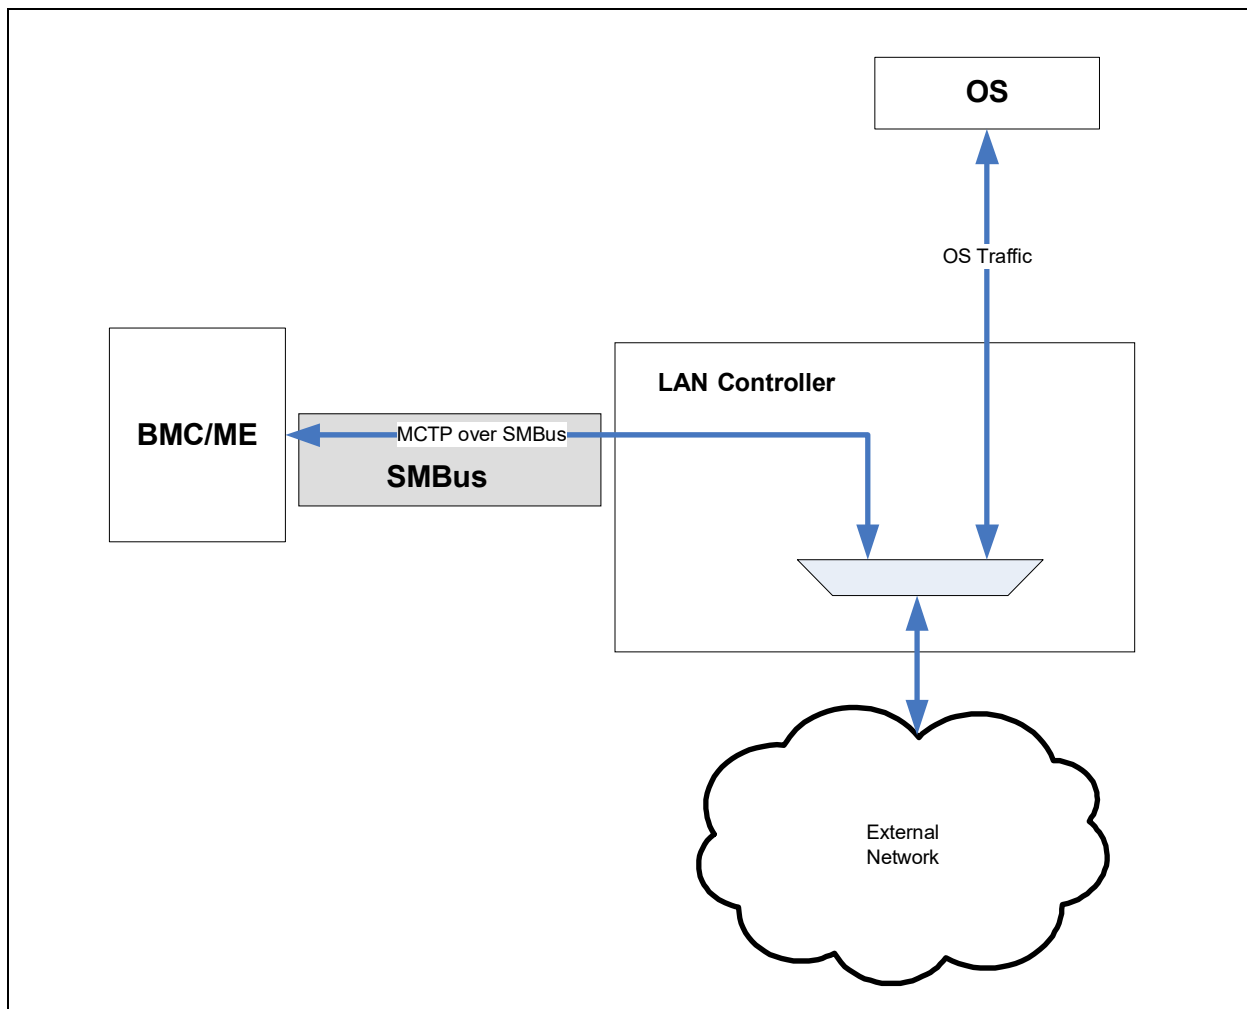 OS
OS Traffic
LAN Controller
BMC/ME
MCTP over SMBus
SMBus
External
Network